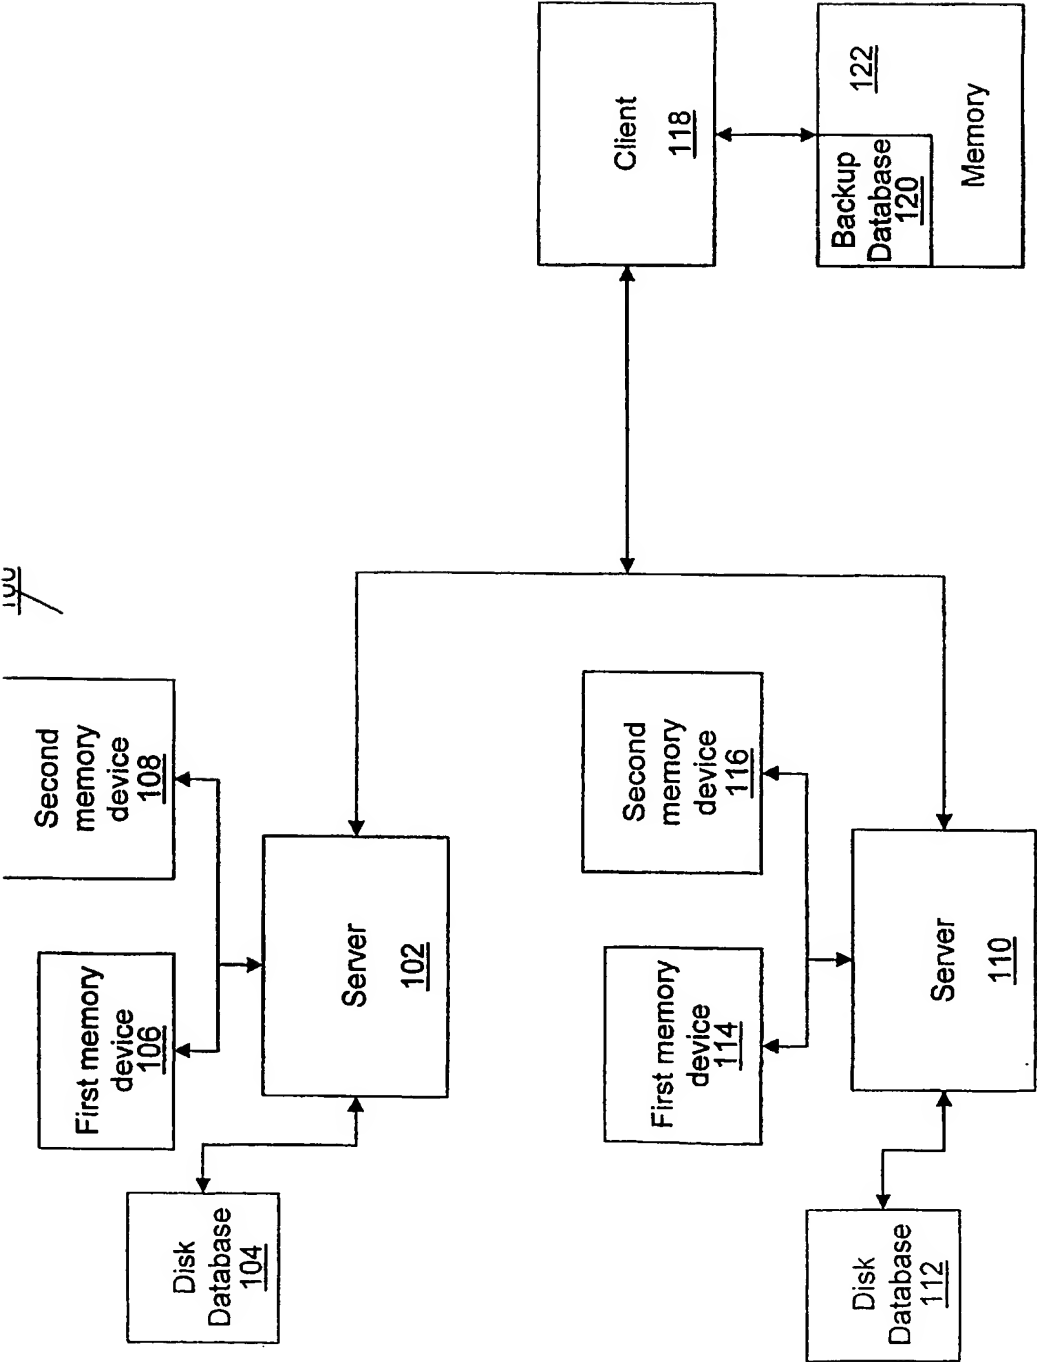 First memory
device
106
Second
memory
device
108
Disk
Database
104
Server
102
Client
118
First memory
device
114
Second
memory
device
116
Disk
Database
112
Server
110
Backup
Database
120
122
Memory